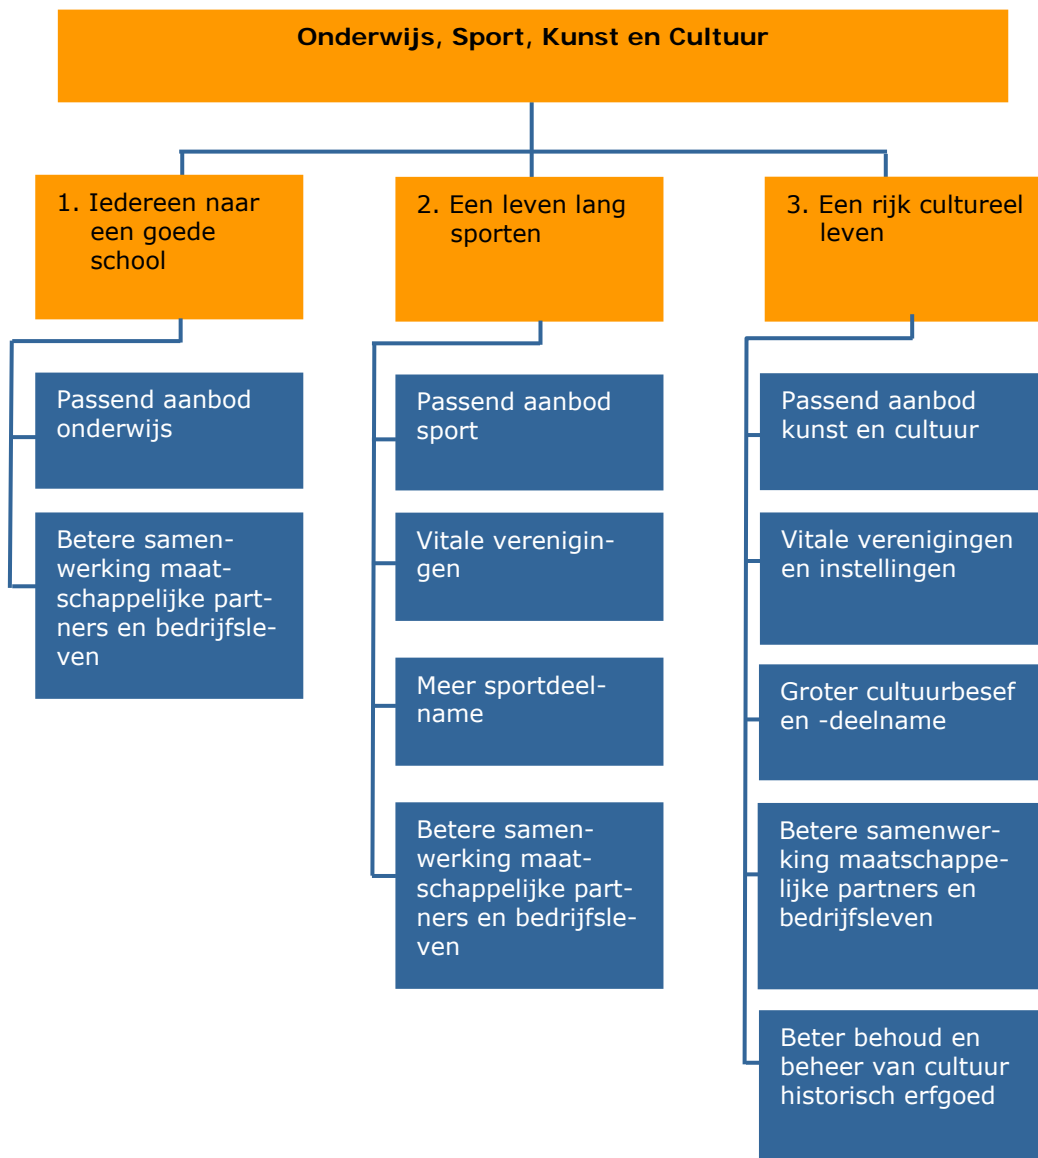 Onderwijs, Sport, Kunst en Cultuur
1. Iedereen naar
een goede
school
Passend aanbod
onderwijs
Betere samen-
werking maat-
schappelijke part-
ners en bedrijfsle-
ven
2. Een leven lang
sporten
Passend aanbod
sport
Vitale verenigin-
gen
Meer sportdeel-
name
Betere samen-
werking maat-
schappelijke part-
ners en bedrijfsle-
ven
3. Een rijk cultureel
leven
Passend aanbod
kunst en cultuur
Vitale verenigingen
en instellingen
Groter cultuurbesef
en -deelname
Betere samenwer-
king maatschappe-
lijke partners en
bedrijfsleven
Beter behoud en
beheer van cultuur
historisch erfgoed